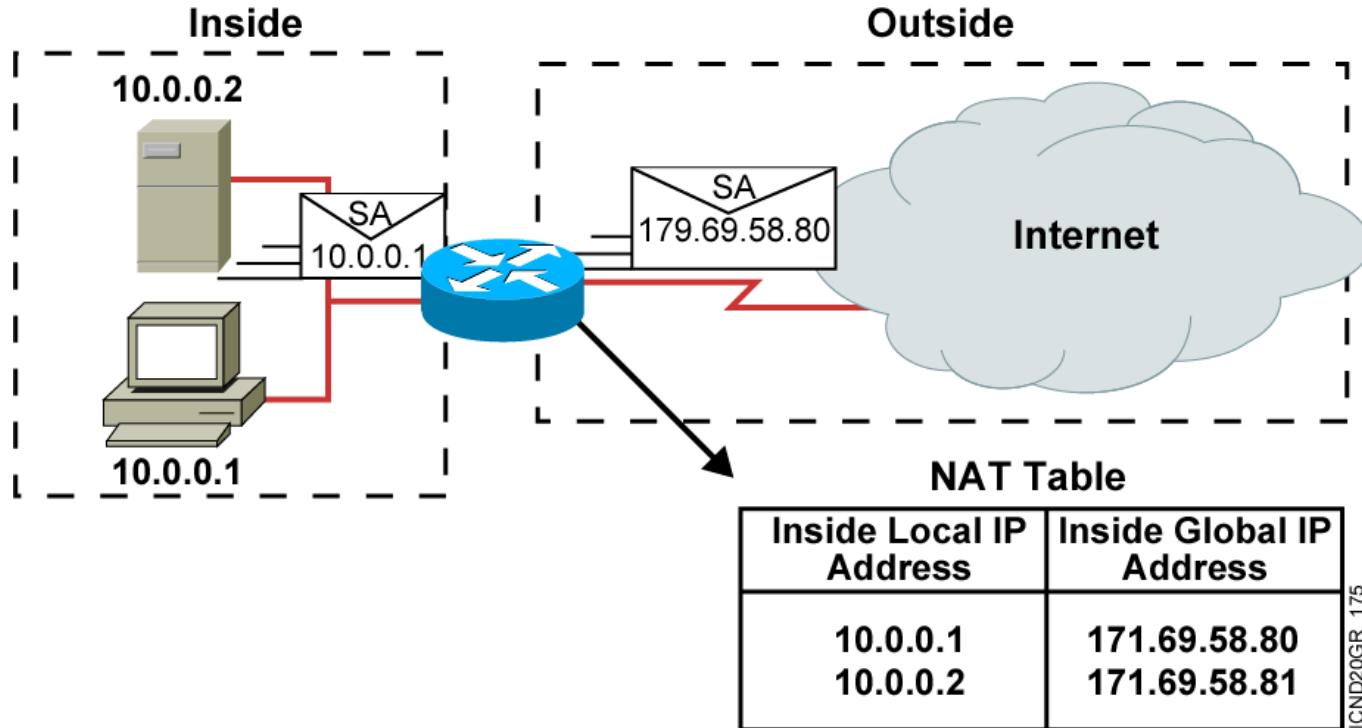 Inside
Outside
10.0.0.2
SA
10.0.0.1
SA
179.69.58.80
Internet
10.0.0.1
NAT Table
Inside Local IP Address
Inside Global IP Address
10.0.0.1
171.69.58.80
10.0.0.2
171.69.58.81
ICND20GR_175